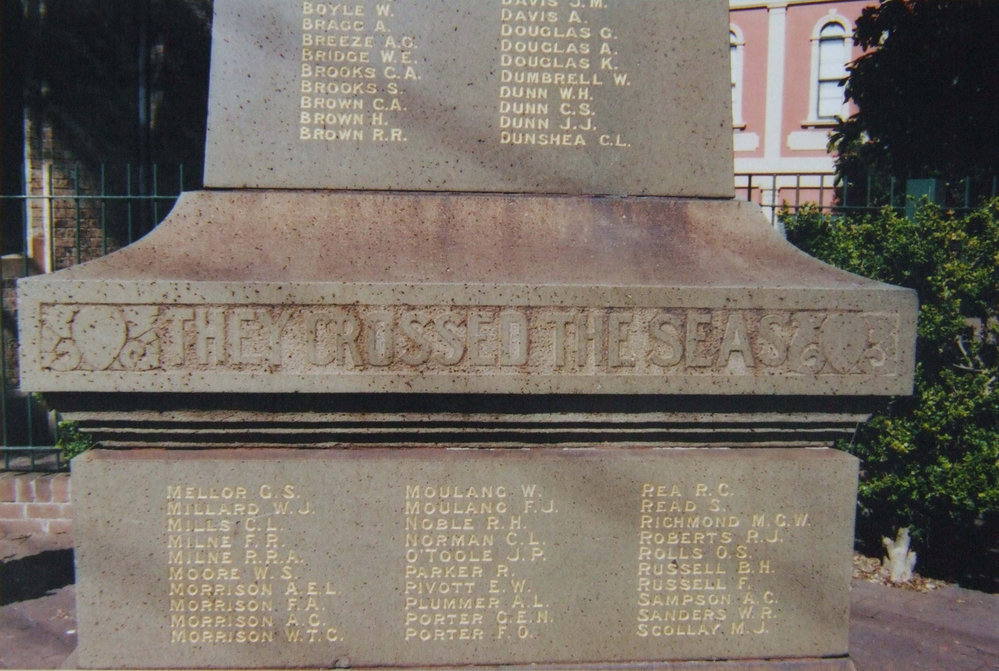 BOYLE W.
BRAGG A.
BREEZE A.G.
BRIDGE W.E.
BROOKS C.A.
BROOKS S.
BROWN C.A.
BROWN H.
BROWN R.R.
DAVIS J.M.
DAVIS A.
DOUGLAS G.
DOUGLAS A.
DOUGLAS K.
DUMBRELL W.
DUNN W.H.
DUNN C.S.
DUNN J.J.
DUNSHEA C.L.
THEY CROSSED THE SEAS
MELLOR G.S.
MILLARD W.J.
MILLS C.L.
MILNE F.R.
MILNE R.R.A.
MOORE W.S.
MORRISON A.E.L.
MORRISON F.A.
MORRISON A.G.
MORRISON W.T.C.
MOULANG W.
MOULANG F.J.
NOBLE R.H.
NORMAN C.L.
O'TOOLE J.P.
PARKER R.
PIVOTT E.W.
PLUMMER A.L.
PORTER G.E.H.
PORTER F.O.
REA R.C.
READ S.
RICHMOND M.G.W.
ROBERTS R.J.
ROLLS O.S.
RUSSELL B.H.
RUSSELL F.
SAMPSON A.C.
SANDERS W.R.
SCOLLAY M.J.